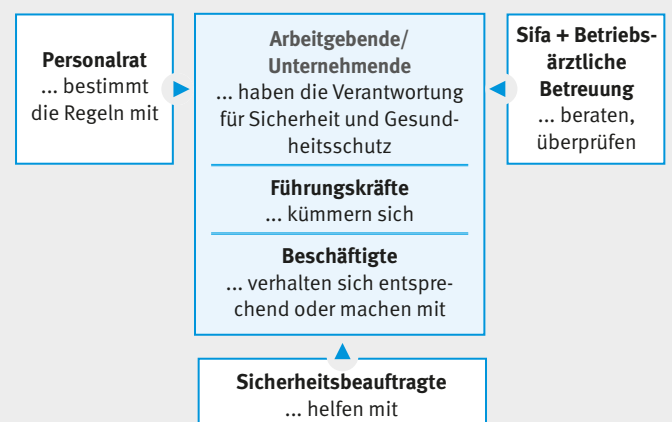 Personalrat
... bestimmt
die Regeln mit
Arbeitgebende/
Unternehmende
... haben die Verantwortung
für Sicherheit und Gesund-
heitsschutz
Führungskräfte
... kümmern sich
Beschäftigte
... verhalten sich entspre-
chend oder machen mit
Sifa + Betriebs-
ärztliche
Betreuung
... beraten,
überprüfen
Sicherheitsbeauftragte
... helfen mit